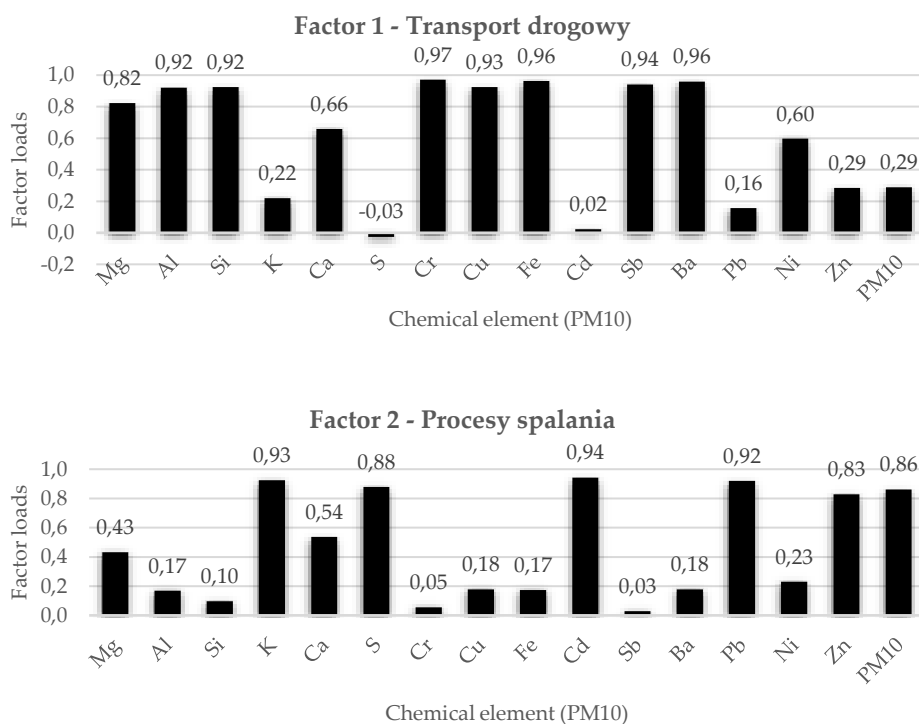 Factor 1 - Transport drogowy
Factor loads
1,0
0,8
0,6
0,4
0,2
0,0
-0,2
0,82
0,92
0,92
0,22
0,66
-0,03
0,97
0,93
0,96
0,02
0,94
0,96
0,16
0,60
0,29
0,29
Mg
Al
Si
K
Ca
S
Cr
Cu
Fe
Cd
Sb
Ba
Pb
Ni
Zn
PM10
Chemical element (PM10)
Factor 2 - Procesy spalania
Factor loads
1,0
0,8
0,6
0,4
0,2
0,0
0,43
0,17
0,10
0,93
0,54
0,88
0,05
0,18
0,17
0,94
0,03
0,18
0,92
0,23
0,83
0,86
Mg
Al
Si
K
Ca
S
Cr
Cu
Fe
Cd
Sb
Ba
Pb
Ni
Zn
PM10
Chemical element (PM10)